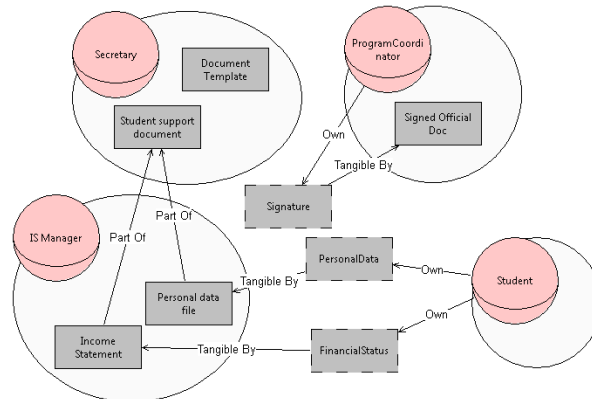 Secretary
Document
Template
Student support
document
ProgramCoordi
nator
Signed Official
Doc
Own
Tangible By
Signature
IS Manager
Part Of
Part Of
Personal data
file
Income
Statement
Tangible By
PersonalData
Own
Student
Own
Tangible By
FinancialStatus